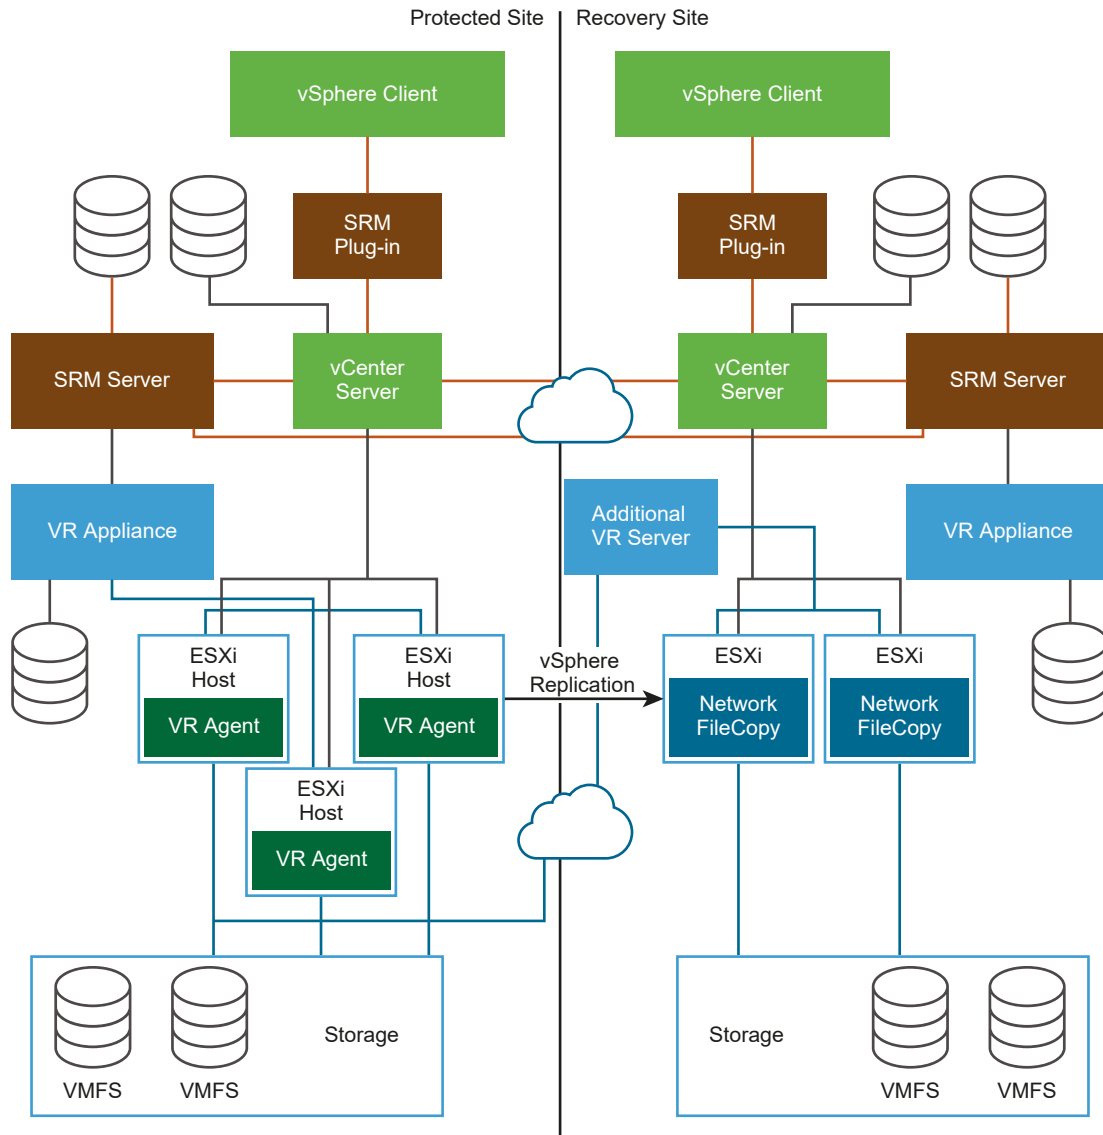 Protected Site
Recovery Site
vSphere Client
vSphere Client
SRM
Plug-in
SRM
Plug-in
SRM Server
vCenter
Server
vCenter
Server
SRM Server
VR Appliance
Additional
VR Server
VR Appliance
ESXi
Host
VR Agent
ESXi
Host
VR Agent
vSphere
Replication
ESXi
Network
FileCopy
ESXi
Network
FileCopy
ESXi
Host
VR Agent
Storage
VMFS
VMFS
Storage
VMFS
VMFS